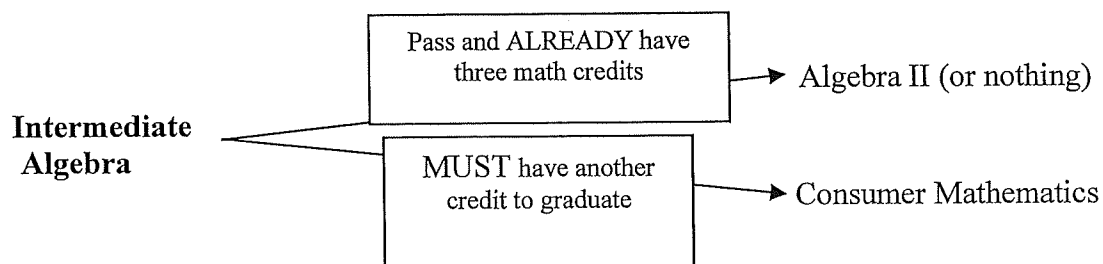 Pass and ALREADY have
three math credits
Algebra II (or nothing)
Intermediate
Algebra
MUST have another
credit to graduate
Consumer Mathematics